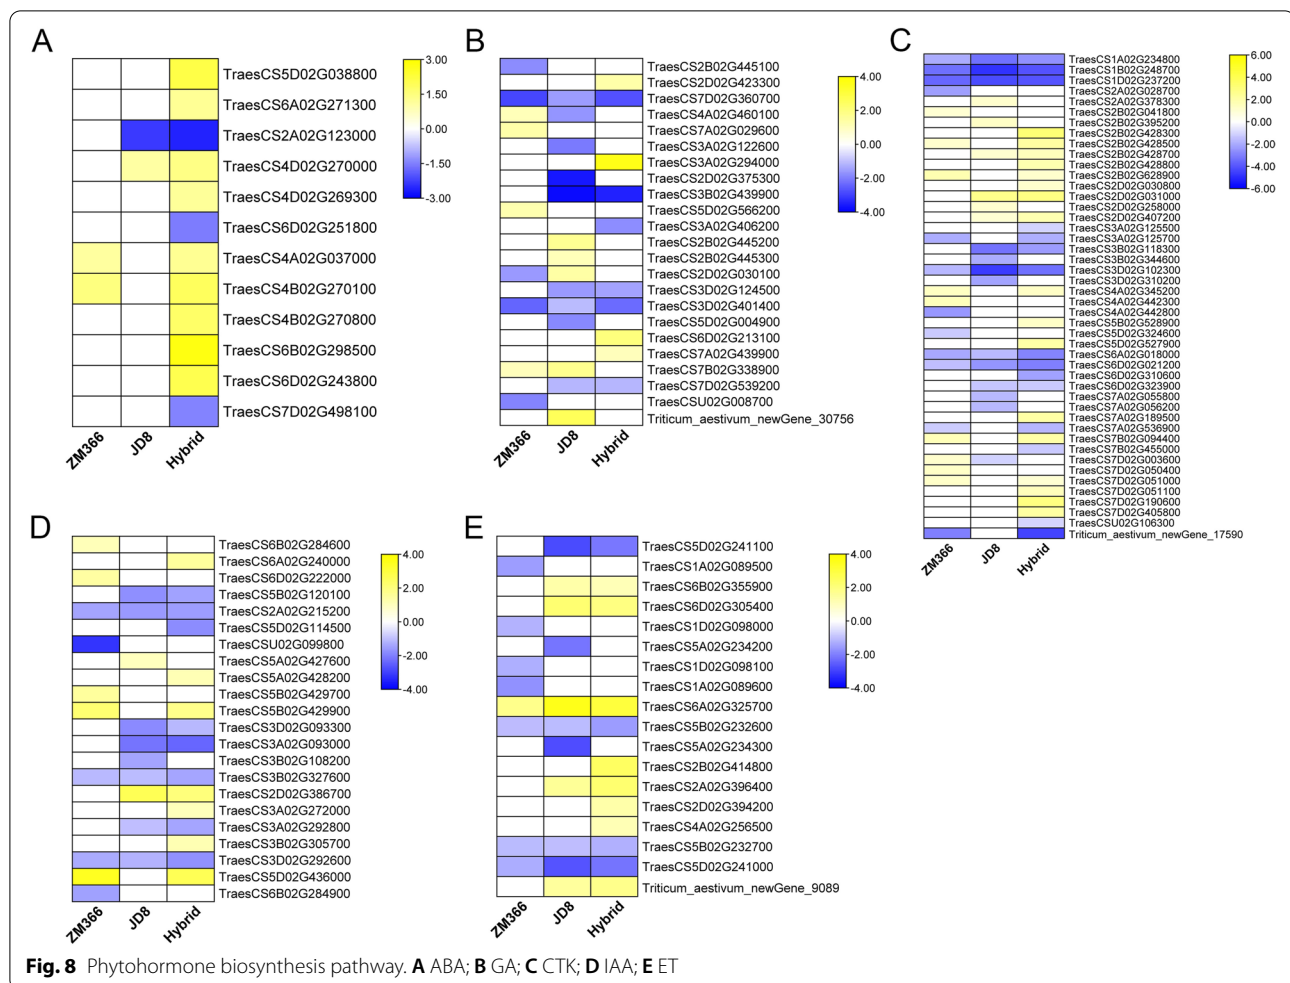 A
TraesCS5D02G038800
TraesCS6A02G271300
TraesCS2A02G123000
TraesCS4D02G270000
TraesCS4D02G269300
TraesCS6D02G251800
TraesCS4A02G037000
TraesCS4B02G270100
TraesCS4B02G270800
TraesCS6B02G298500
TraesCS6D02G243800
TraesCS7D02G498100
3.00
1.50
0.00
-1.50
-3.00
ZM366
JD8
Hybrid
B
TraesCS2B02G445100
TraesCS2D02G423300
TraesCS7D02G360700
TraesCS4A02G460100
TraesCS7A02G029600
TraesCS3A02G122600
TraesCS3A02G294000
TraesCS2D02G375300
TraesCS3B02G439900
TraesCS5D02G566200
TraesCS3A02G406200
TraesCS2B02G445200
TraesCS2B02G445300
TraesCS2D02G030100
TraesCS3D02G124500
TraesCS3D02G401400
TraesCS5D02G004900
TraesCS6D02G213100
TraesCS7A02G439900
TraesCS7B02G338900
TraesCS7D02G539200
TraesCSU02G008700
Triticum_aestivum_newGene_30756
4.00
2.00
0.00
-2.00
-4.00
ZM366
JD8
Hybrid
C
TraesCS1A02G234800
TraesCS1B02G248700
TraesCS1D02G237200
TraesCS2A02G028700
TraesCS2A02G378300
TraesCS2B02G041800
TraesCS2B02G395200
TraesCS2B02G428300
TraesCS2B02G428500
TraesCS2B02G428700
TraesCS2B02G428800
TraesCS2B02G628900
TraesCS2D02G030800
TraesCS2D02G031000
TraesCS2D02G258000
TraesCS2D02G407200
TraesCS3A02G125500
TraesCS3A02G125700
TraesCS3B02G118300
TraesCS3B02G344600
TraesCS3D02G102300
TraesCS3D02G310200
TraesCS4A02G345200
TraesCS4A02G442300
TraesCS4A02G442800
TraesCS5B02G528900
TraesCS5D02G324600
TraesCS5D02G527900
TraesCS6A02G018000
TraesCS6D02G021200
TraesCS6D02G310600
TraesCS6D02G323900
TraesCS7A02G055800
TraesCS7A02G056200
TraesCS7A02G189500
TraesCS7A02G536900
TraesCS7B02G094400
TraesCS7B02G455000
TraesCS7D02G003600
TraesCS7D02G050400
TraesCS7D02G051000
TraesCS7D02G051100
TraesCS7D02G190600
TraesCS7D02G405800
TraesCSU02G106300
Triticum_aestivum_newGene_17590
6.00
4.00
2.00
0.00
-2.00
-4.00
-6.00
ZM366
JD8
Hybrid
D
TraesCS6B02G284600
TraesCS6A02G240000
TraesCS6D02G222000
TraesCS5B02G120100
TraesCS2A02G215200
TraesCS5D02G114500
TraesCSU02G099800
TraesCS5A02G427600
TraesCS5A02G428200
TraesCS5B02G429700
TraesCS5B02G429900
TraesCS3D02G093300
TraesCS3A02G093000
TraesCS3B02G108200
TraesCS3B02G327600
TraesCS2D02G386700
TraesCS3A02G272000
TraesCS3A02G292800
TraesCS3B02G305700
TraesCS3D02G292600
TraesCS5D02G436000
TraesCS6B02G284900
4.00
2.00
0.00
-2.00
-4.00
ZM366
JD8
Hybrid
E
TraesCS5D02G241100
TraesCS1A02G089500
TraesCS6B02G355900
TraesCS6D02G305400
TraesCS1D02G098000
TraesCS5A02G234200
TraesCS1D02G098100
TraesCS1A02G089600
TraesCS6A02G325700
TraesCS5B02G232600
TraesCS5A02G234300
TraesCS2B02G414800
TraesCS2A02G396400
TraesCS2D02G394200
TraesCS4A02G256500
TraesCS5B02G232700
TraesCS5D02G241000
Triticum_aestivum_newGene_9089
4.00
2.00
0.00
-2.00
-4.00
ZM366
JD8
Hybrid
Fig. 8 Phytohormone biosynthesis pathway. A ABA; B GA; C CTK; D IAA; E ET